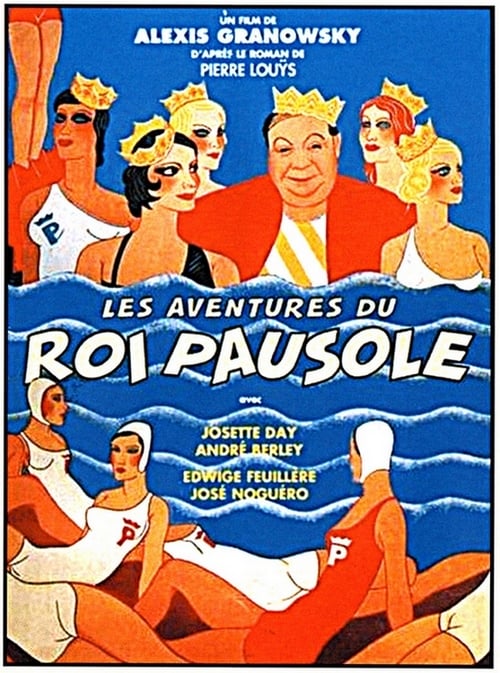 UN FILM DE
ALEXIS GRANOWSKY
D'APRÈS LE ROMAN DE
PIERRE LOUŸS
P
LES AVENTURES DU
ROI PAUSOLE
avec
JOSETTE DAY
ANDRÉ BERLEY
EDWIGE FEUILLÈRE
JOSÉ NOGUÉRO
P
P